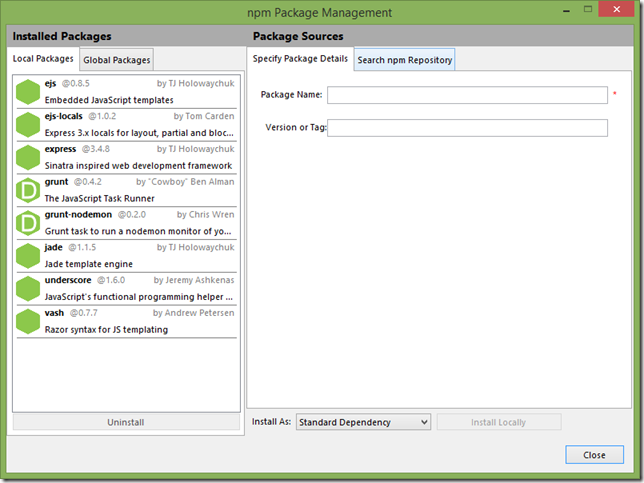 npm Package Management
Installed Packages
Local Packages Global Packages
ejs @0.8.5 by TJ Holowaychuk
Embedded JavaScript templates
ejs-locals @1.0.2 by Tom Carden
Express 3.x locals for layout, partial and bloc...
express @3.4.8 by TJ Holowaychuk
Sinatra inspired web development framework
D grunt @0.4.2 by "Cowboy" Ben Alman
The JavaScript Task Runner
D grunt-nodemon @0.2.0 by Chris Wren
Grunt task to run a nodemon monitor of yo...
jade @1.1.5 by TJ Holowaychuk
Jade template engine
underscore @1.6.0 by Jeremy Ashkenas
JavaScript's functional programming helper ...
vash @0.7.7 by Andrew Petersen
Razor syntax for JS templating
Uninstall
Package Sources
Specify Package Details Search npm Repository
Package Name: *
Version or Tag:
Install As: Standard Dependency Install Locally
Close